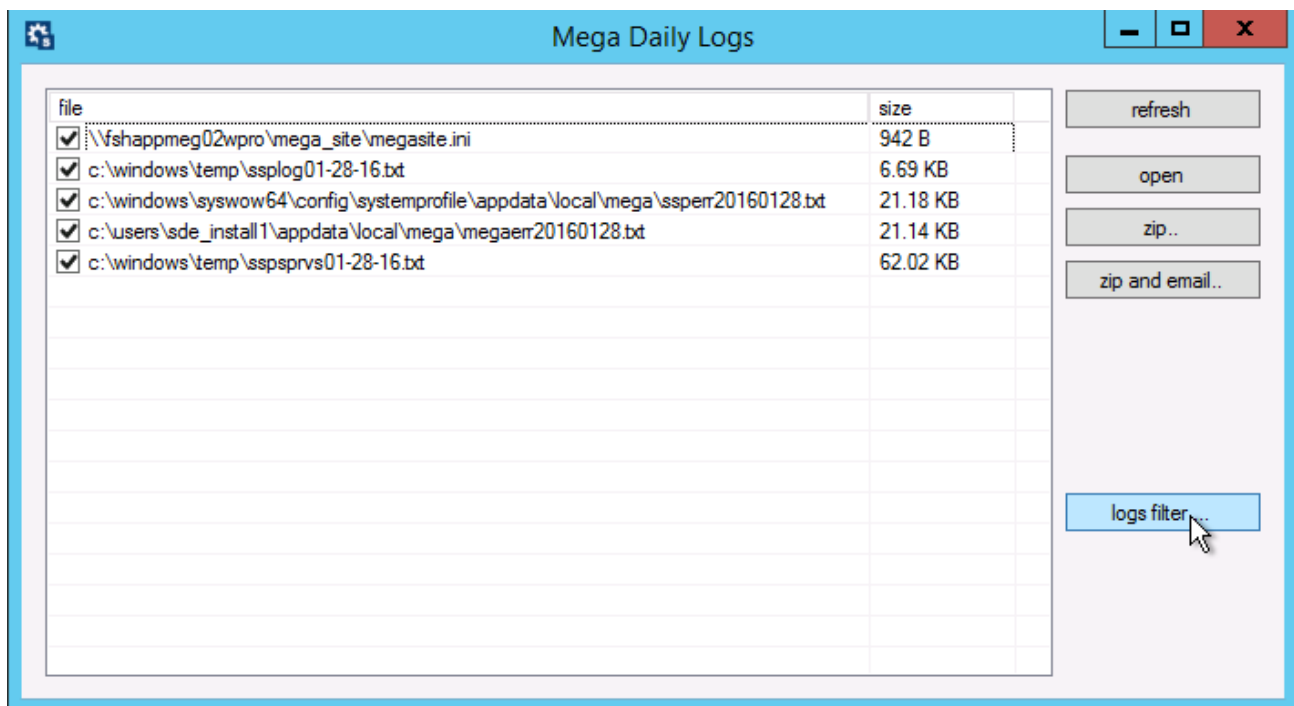 Mega Daily Logs
file size
\\fshappmeg02wpro\mega_site\megasite.ini 942 B
c:\windows\temp\ssplog01-28-16.txt 6.69 KB
c:\windows\syswow64\config\systemprofile\appdata\local\mega\ssperr20160128.txt 21.18 KB
c:\users\sde_install1\appdata\local\mega\megaerr20160128.txt 21.14 KB
c:\windows\temp\sspsprvs01-28-16.txt 62.02 KB
refresh
open
zip..
zip and email..
logs filter ...